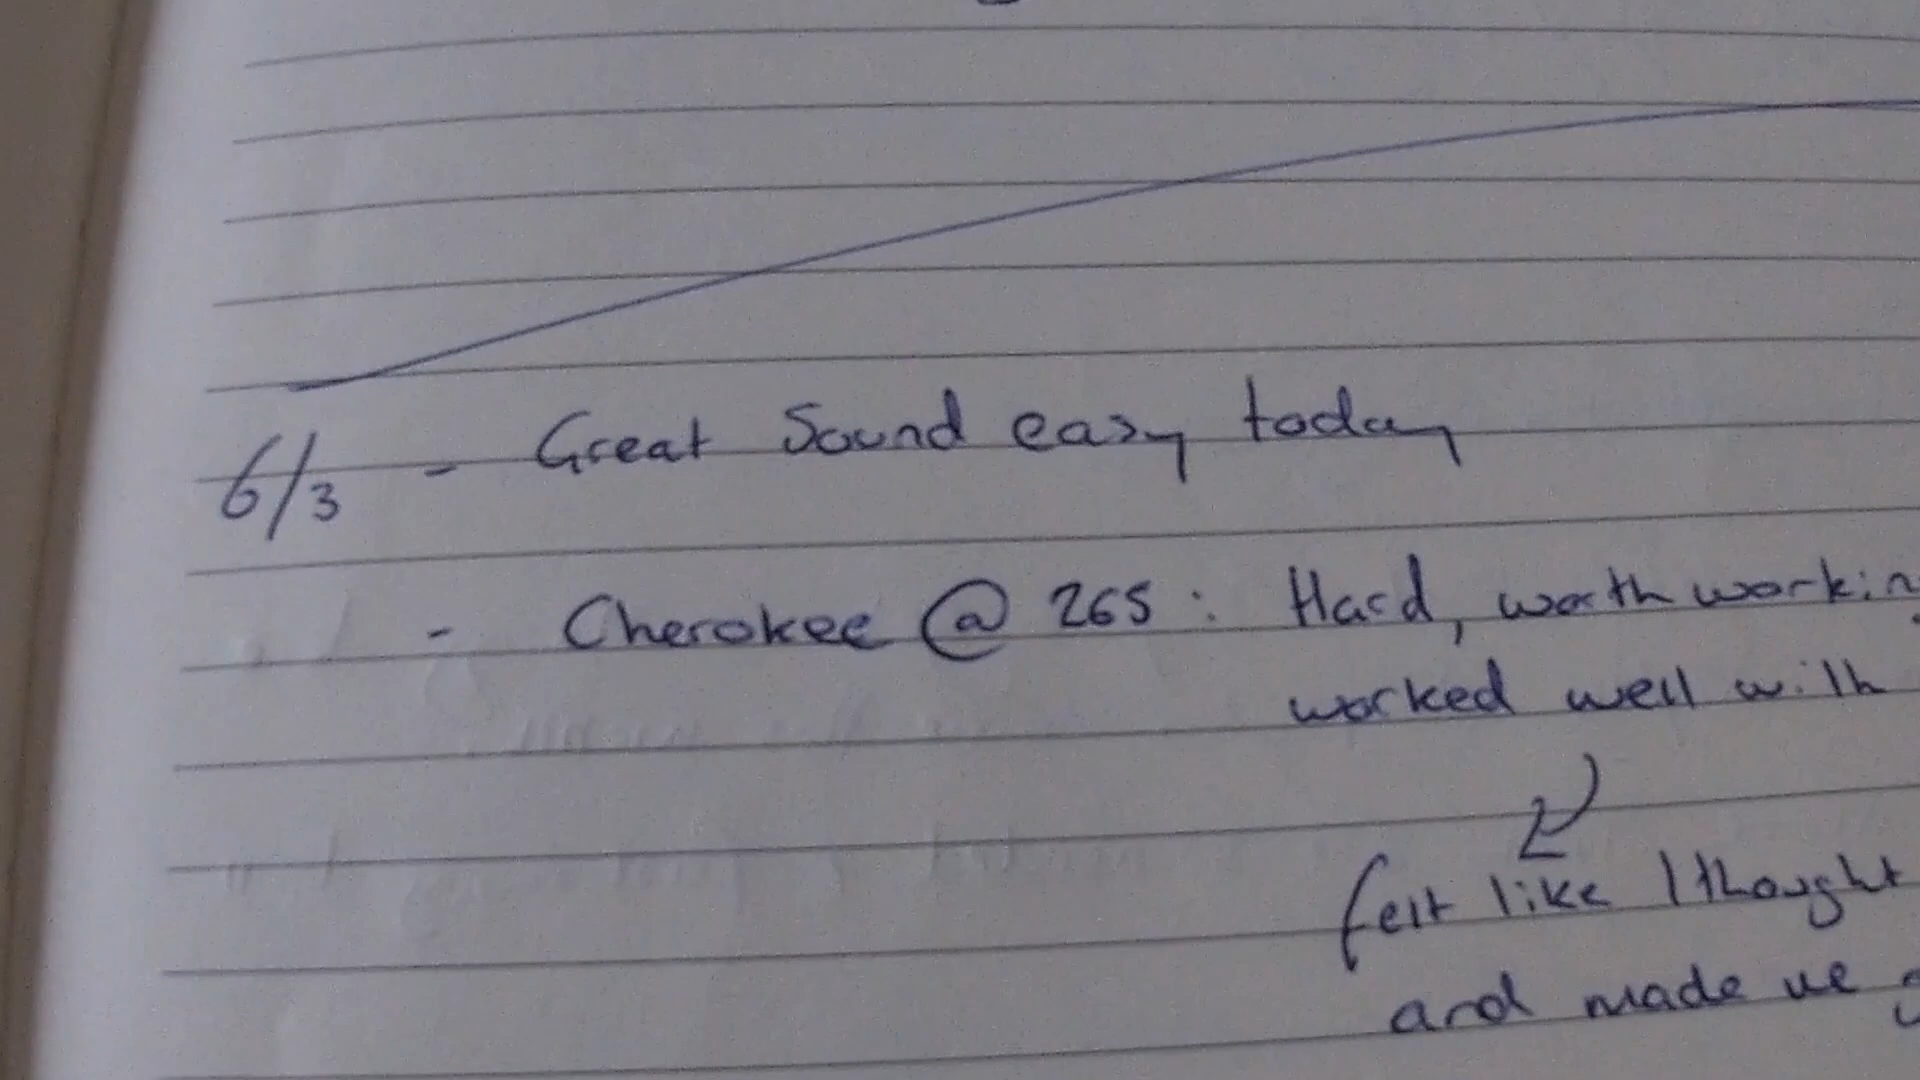 6/3 - Great Sound easy today
- Cherokee @ 265 : Hard, worth working
worked well with
felt like I thought
and made me